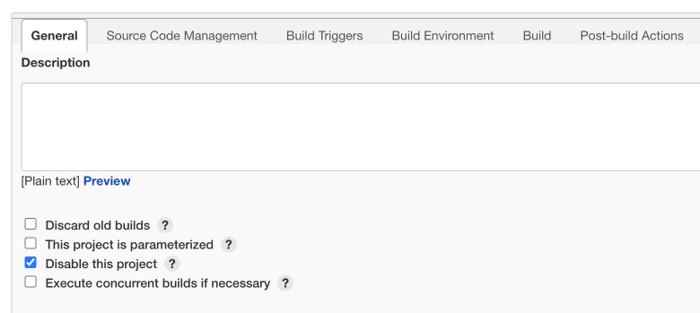 General Source Code Management Build Triggers Build Environment Build Post-build Actions
Description
[Plain text] Preview
Discard old builds ?
This project is parameterized ?
Disable this project ?
Execute concurrent builds if necessary ?